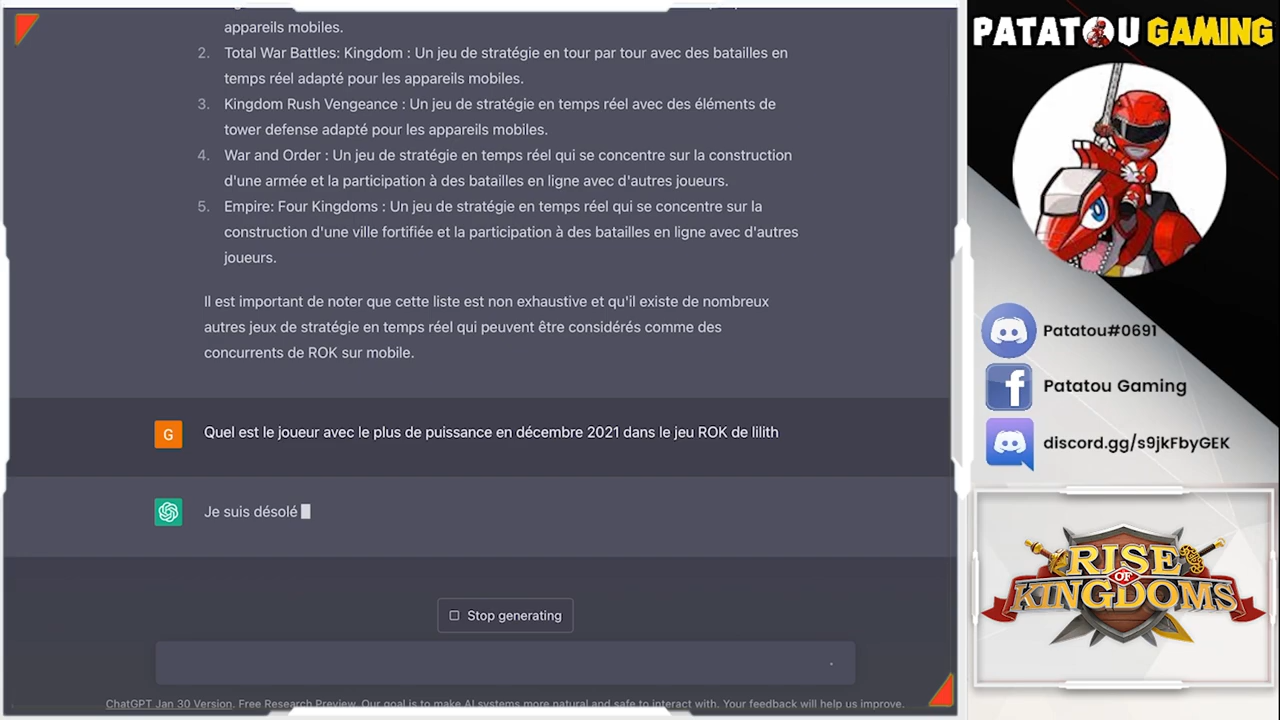 appareils mobiles.
2. Total War Battles: Kingdom : Un jeu de stratégie en tour par tour avec des batailles en
temps réel adapté pour les appareils mobiles.
3. Kingdom Rush Vengeance : Un jeu de stratégie en temps réel avec des éléments de
tower defense adapté pour les appareils mobiles.
4. War and Order : Un jeu de stratégie en temps réel qui se concentre sur la construction
d'une armée et la participation à des batailles en ligne avec d'autres joueurs.
5. Empire: Four Kingdoms : Un jeu de stratégie en temps réel qui se concentre sur la
construction d'une ville fortifiée et la participation à des batailles en ligne avec d'autres
joueurs.
Il est important de noter que cette liste est non exhaustive et qu'il existe de nombreux
autres jeux de stratégie en temps réel qui peuvent être considérés comme des
concurrents de ROK sur mobile.
G
Quel est le joueur avec le plus de puissance en décembre 2021 dans le jeu ROK de lilith
Je suis désolé
Stop generating
ChatGPT Jan 30 Version. Free Research Preview. Our goal is to make AI systems more natural and safe to interact with. Your feedback will help us improve.
PATATOU GAMING
Patatou#0691
Patatou Gaming
discord.gg/s9jkFbyGEK
RISE
OF
KINGDOMS